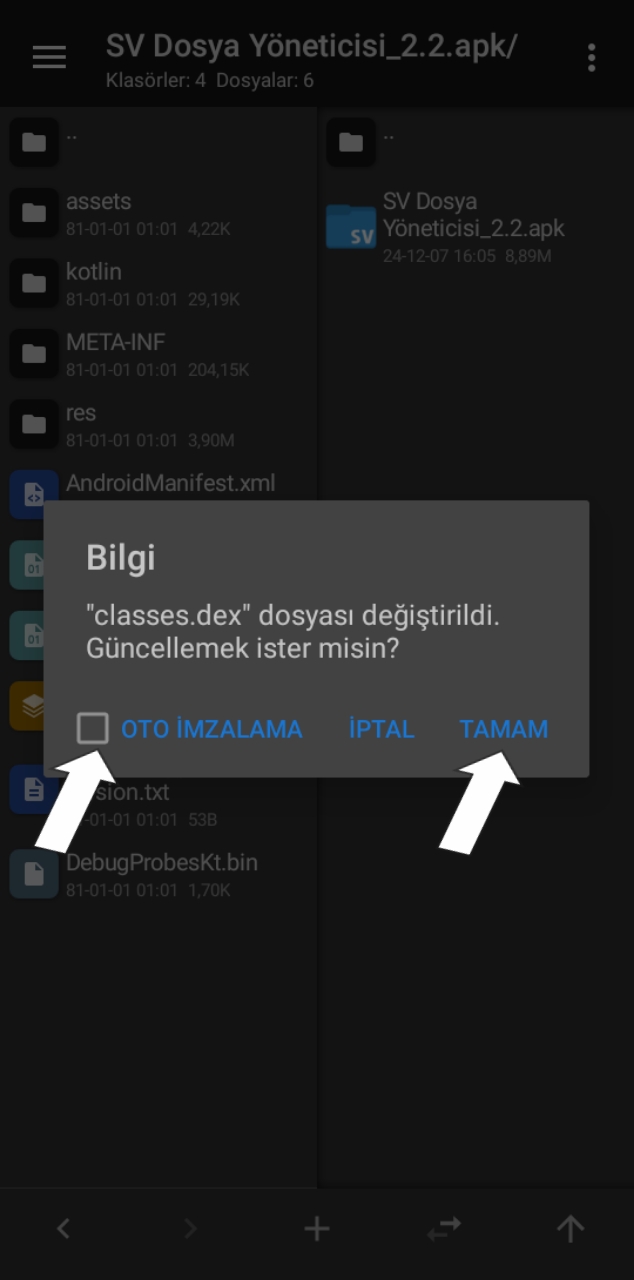 SV Dosya Yöneticisi_2.2.apk/
Klasörler: 4 Dosyalar: 6
..
assets
81-01-01 01:01 4,22K
kotlin
81-01-01 01:01 29,19K
META-INF
81-01-01 01:01 204,15K
res
81-01-01 01:01 3,90M
AndroidManifest.xml
..
SV
SV Dosya
Yöneticisi_2.2.apk
24-12-07 16:05 8,89M
01
01
Bilgi
"classes.dex" dosyası değiştirildi.
Güncellemek ister misin?
OTO İMZALAMA İPTAL TAMAM
sion.txt
-01-01 01:01 53B
DebugProbesKt.bin
81-01-01 01:01 1,70K